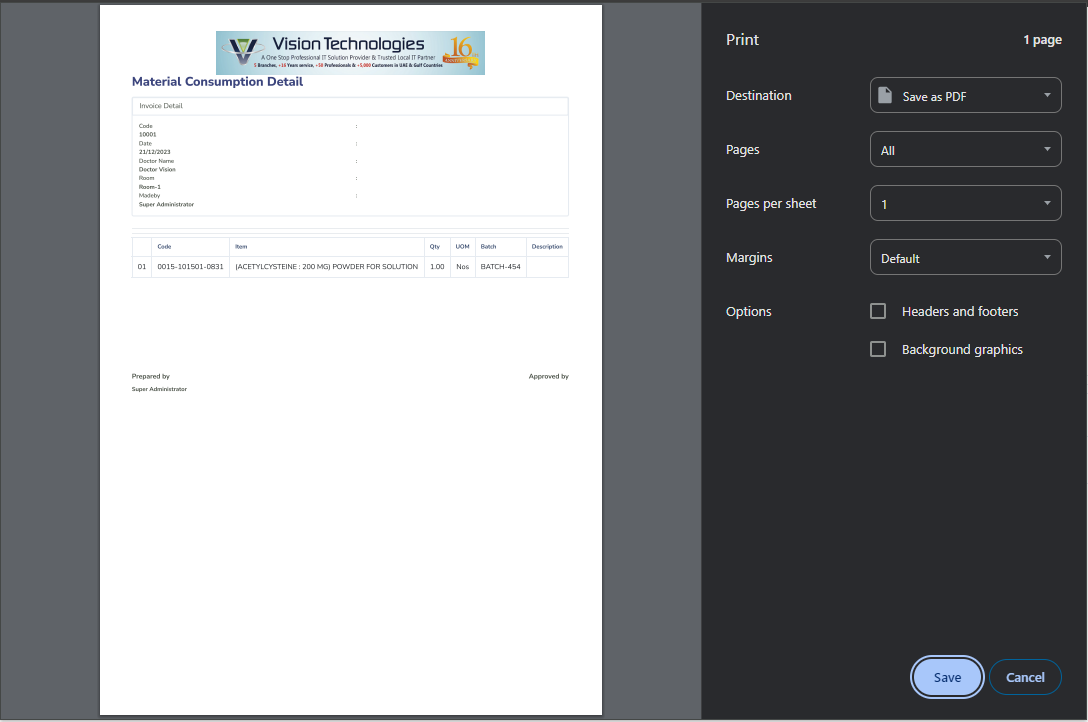 Vision Technologies
A One Stop Professional IT Solution Provider & Trusted Local IT Partner
5 Branches, +16 Years service, +50 Professionals & +5,000 Customers in UAE & Gulf Countries
16
Material Consumption Detail
Invoice Detail
Code :
10001
Date :
21/12/2023
Doctor Name :
Doctor Vision
Room :
Room-1
Madeby :
Super Administrator
Code Item Qty UOM Batch Description
01 0015-101501-0831 (ACETYLCYSTEINE : 200 MG) POWDER FOR SOLUTION 1.00 Nos BATCH-454
Prepared by Approved by
Super Administrator
Print 1 page
Destination Save as PDF
Pages All
Pages per sheet 1
Margins Default
Options Headers and footers
Background graphics
Save Cancel